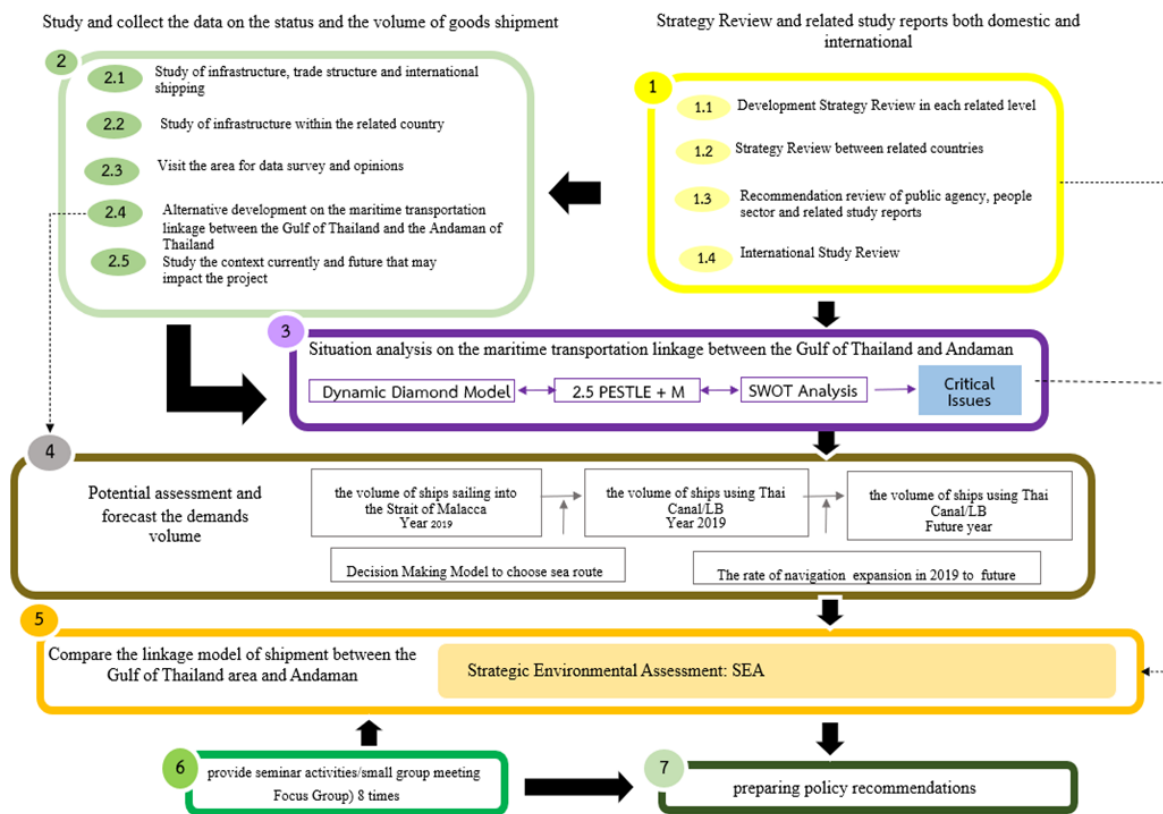 Study and collect the data on the status and the volume of goods shipment
2
2.1
Study of infrastructure, trade structure and international
shipping
2.2
Study of infrastructure within the related country
2.3
Visit the area for data survey and opinions
2.4
Alternative development on the maritime transportation
linkage between the Gulf of Thailand and the Andaman of
Thailand
2.5
Study the context currently and future that may
impact the project
Strategy Review and related study reports both domestic and
international
1
1.1
Development Strategy Review in each related level
1.2
Strategy Review between related countries
1.3
Recommendation review of public agency, people
sector and related study reports
1.4
International Study Review
3
Situation analysis on the maritime transportation linkage between the Gulf of Thailand and Andaman
Dynamic Diamond Model
2.5 PESTLE + M
SWOT Analysis
Critical
Issues
4
Potential assessment and
forecast the demands
volume
the volume of ships sailing into
the Strait of Malacca
Year 2019
the volume of ships using Thai
Canal/LB
Year 2019
the volume of ships using Thai
Canal/LB
Future year
Decision Making Model to choose sea route
The rate of navigation expansion in 2019 to future
5
Compare the linkage model of shipment between the
Gulf of Thailand area and Andaman
Strategic Environmental Assessment: SEA
6
provide seminar activities/small group meeting
Focus Group) 8 times
7
preparing policy recommendations